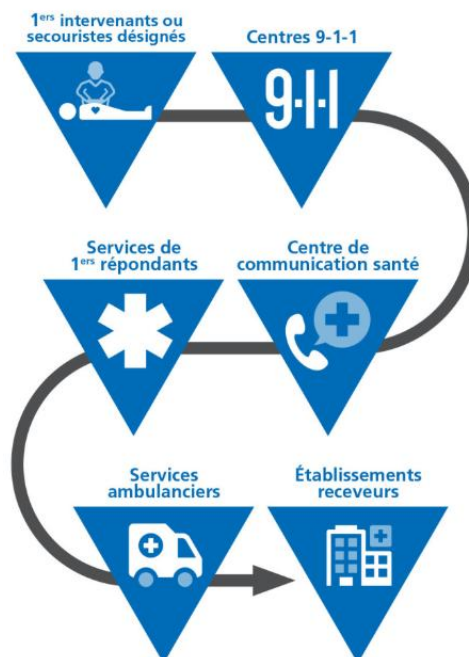 1ers intervenants ou
secouristes désignés
Centres 9-1-1
9-1-1
Services de
1ers répondants
Centre de
communication santé
Services
ambulanciers
Établissements
receveurs